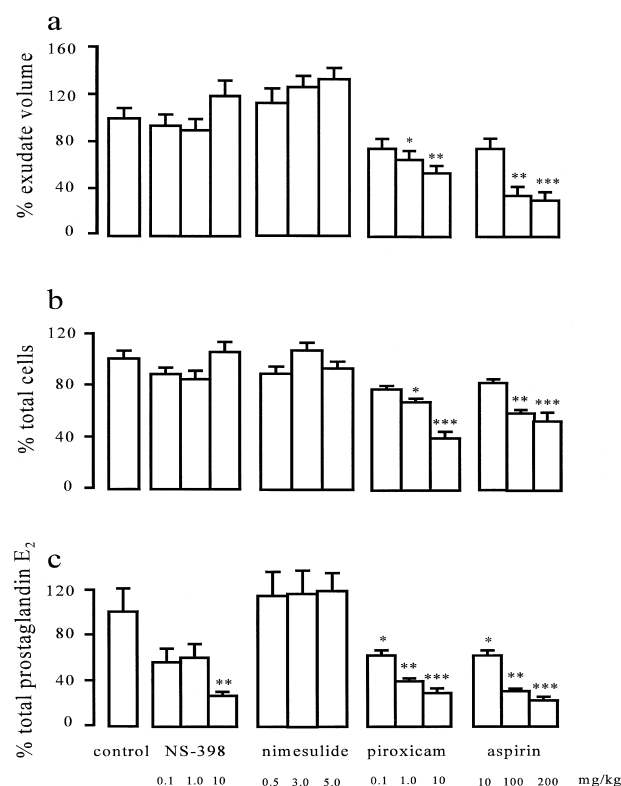 a
% exudate volume
160
120
80
40
0
* ** ** ***
b
% total cells
120
80
40
0
* *** ** ***
c
% total prostaglandin E2
120
80
40
0
** * ** *** * ** ***
control NS-398 nimesulide piroxicam aspirin
0.1 1.0 10 0.5 3.0 5.0 0.1 1.0 10 10 100 200 mg/kg